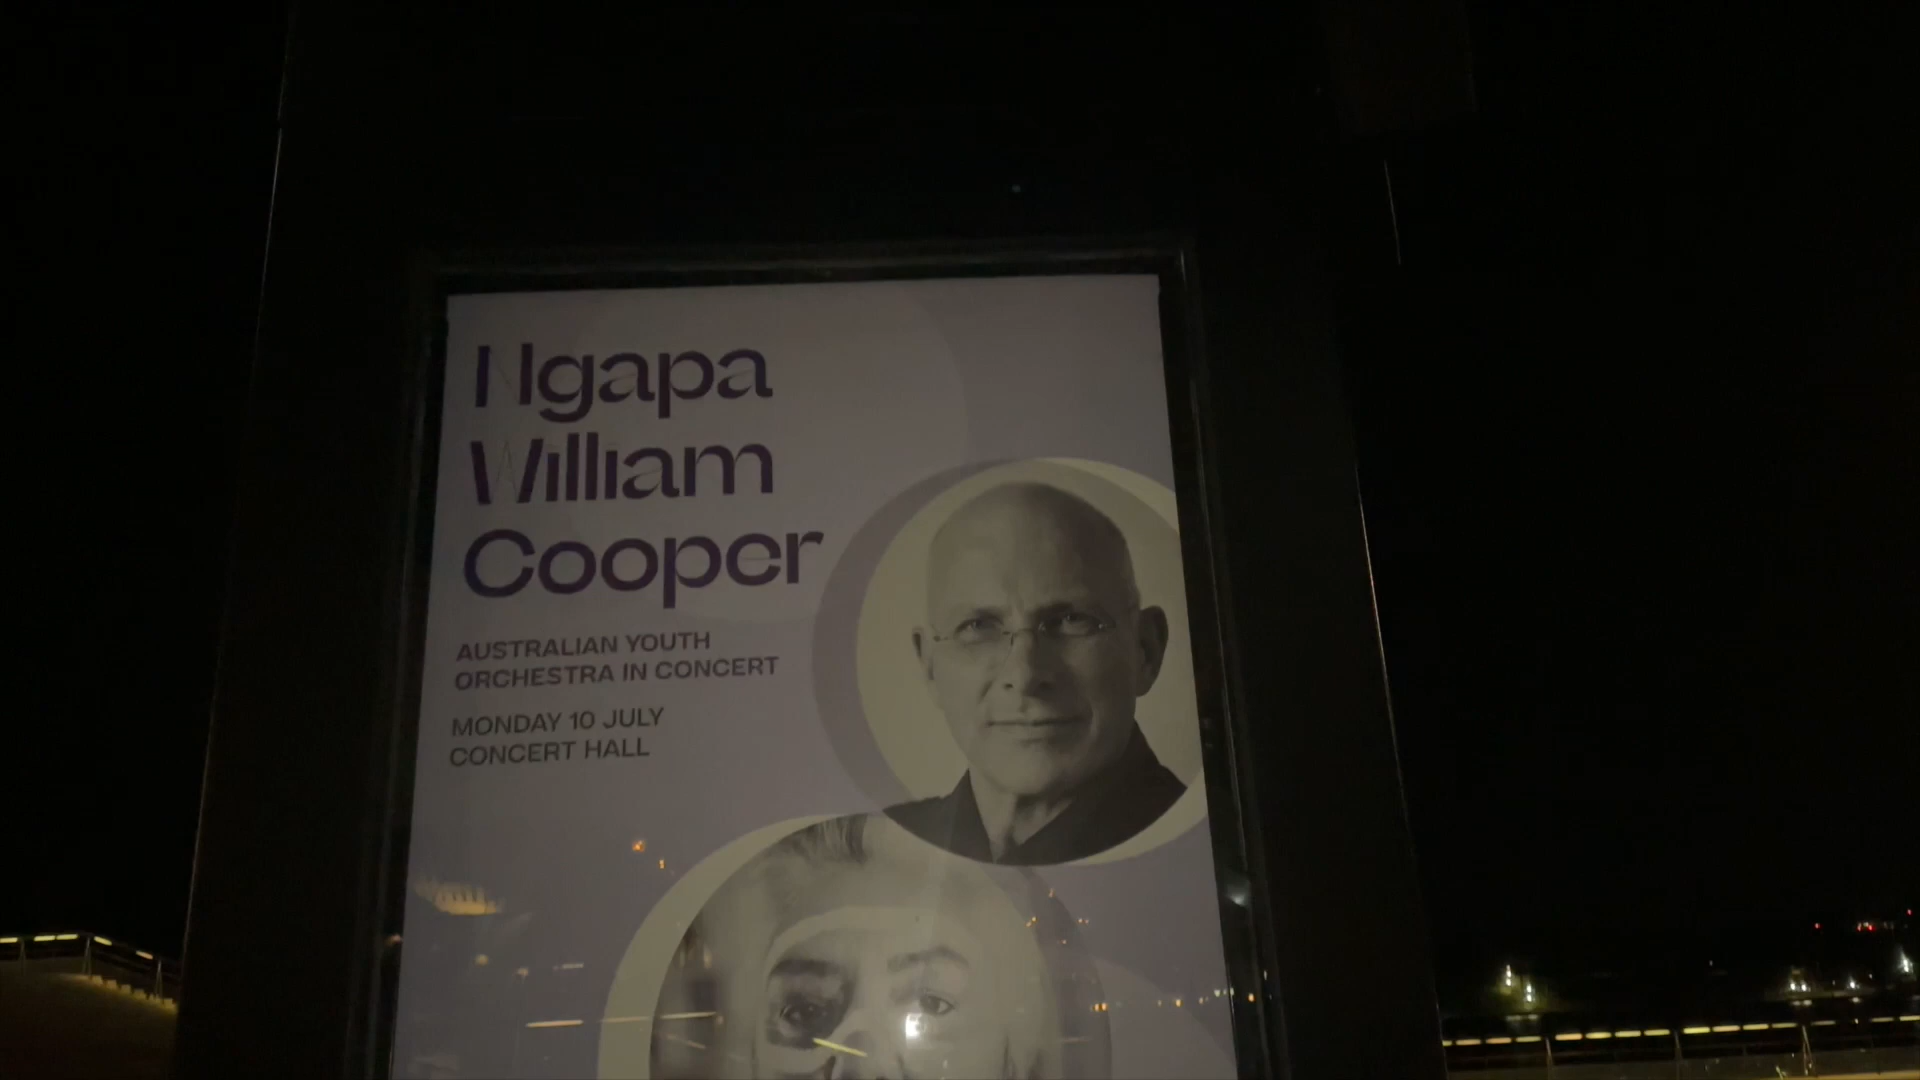 Ngapa
William
Cooper
AUSTRALIAN YOUTH
ORCHESTRA IN CONCERT
MONDAY 10 JULY
CONCERT HALL